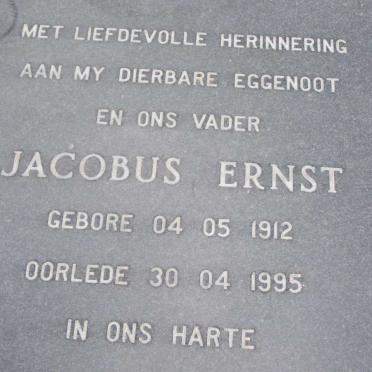 MET LIEFDEVOLLE HERINNERING
AAN MY DIERBARE EGGENOOT
EN ONS VADER
JACOBUS ERNST
GEBORE 04 05 1912
OORLEDE 30 04 1995
IN ONS HARTE